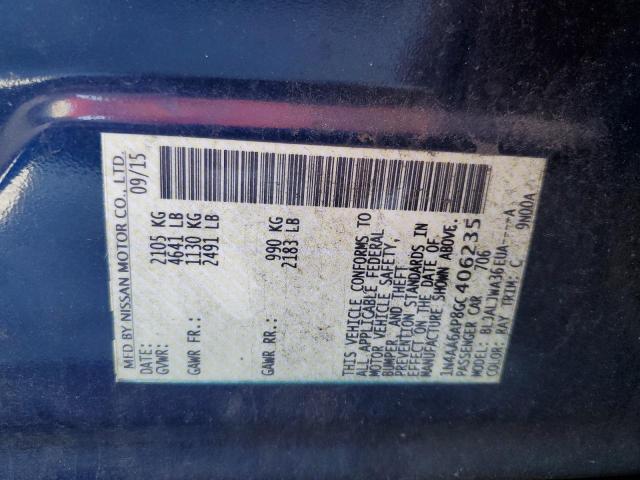 MFD BY NISSAN MOTOR CO., LTD.
DATE: 09/15
GVWR: 2105 KG
4641 LB
GAWR FR.: 1130 KG
2491 LB
GAWR RR.: 990 KG
2183 LB
THIS VEHICLE CONFORMS TO
ALL APPLICABLE FEDERAL
MOTOR VEHICLE SAFETY,
BUMPER, AND THEFT
PREVENTION STANDARDS IN
EFFECT ON THE DATE OF
MANUFACTURE SHOWN ABOVE.
1N4AA6AP8GC406235
PASSENGER CAR 706
MODEL: BLJALJWA36EUA----A
COLOR: RAY TRIM: C 9N00A